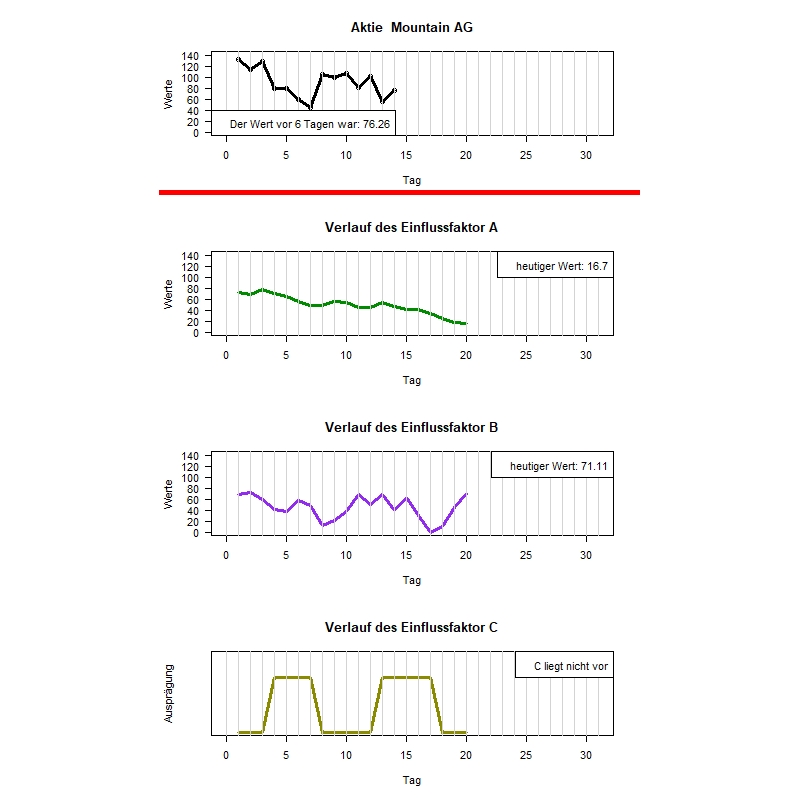 Aktie  Mountain AG
Werte
140
120
100
80
60
40
20
0
Der Wert vor 6 Tagen war: 76.26
0 5 10 15 20 25 30
Tag
Verlauf des Einflussfaktor A
Werte
140
120
100
80
60
40
20
0
heutiger Wert: 16.7
0 5 10 15 20 25 30
Tag
Verlauf des Einflussfaktor B
Werte
140
120
100
80
60
40
20
0
heutiger Wert: 71.11
0 5 10 15 20 25 30
Tag
Verlauf des Einflussfaktor C
Ausprägung
C liegt nicht vor
0 5 10 15 20 25 30
Tag